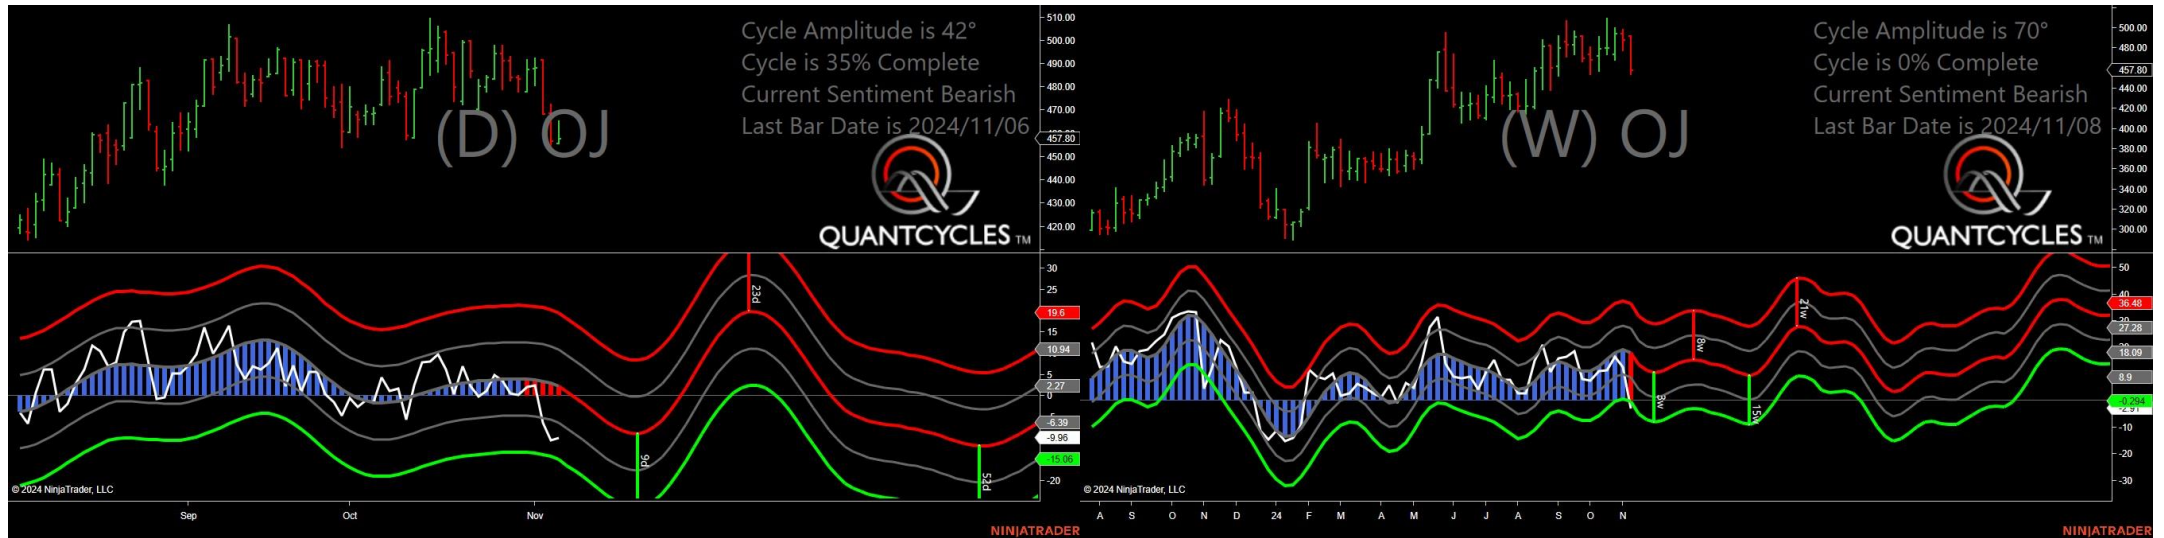 Cycle Amplitude is 42°
Cycle is 35% Complete
Current Sentiment Bearish
Last Bar Date is 2024/11/06
(D) OJ
QUANTCYCLES TM
510.00
500.00
490.00
480.00
470.00
457.80
450.00
440.00
430.00
420.00
23d
9d
52d
30
25
19.6
15
10.94
5
2.27
0
-6.39
-9.96
-15.06
-20
© 2024 NinjaTrader, LLC
Sep
Oct
Nov
NINJATRADER
Cycle Amplitude is 70°
Cycle is 0% Complete
Current Sentiment Bearish
Last Bar Date is 2024/11/08
(W) OJ
QUANTCYCLES TM
500.00
480.00
457.80
440.00
420.00
400.00
380.00
360.00
340.00
320.00
300.00
8w
8w
15w
21w
50
40
36.48
27.28
18.09
8.9
-0.294
-2.91
-10
-20
-30
© 2024 NinjaTrader, LLC
A S O N D 24 F M A M J J A S O N
NINJATRADER